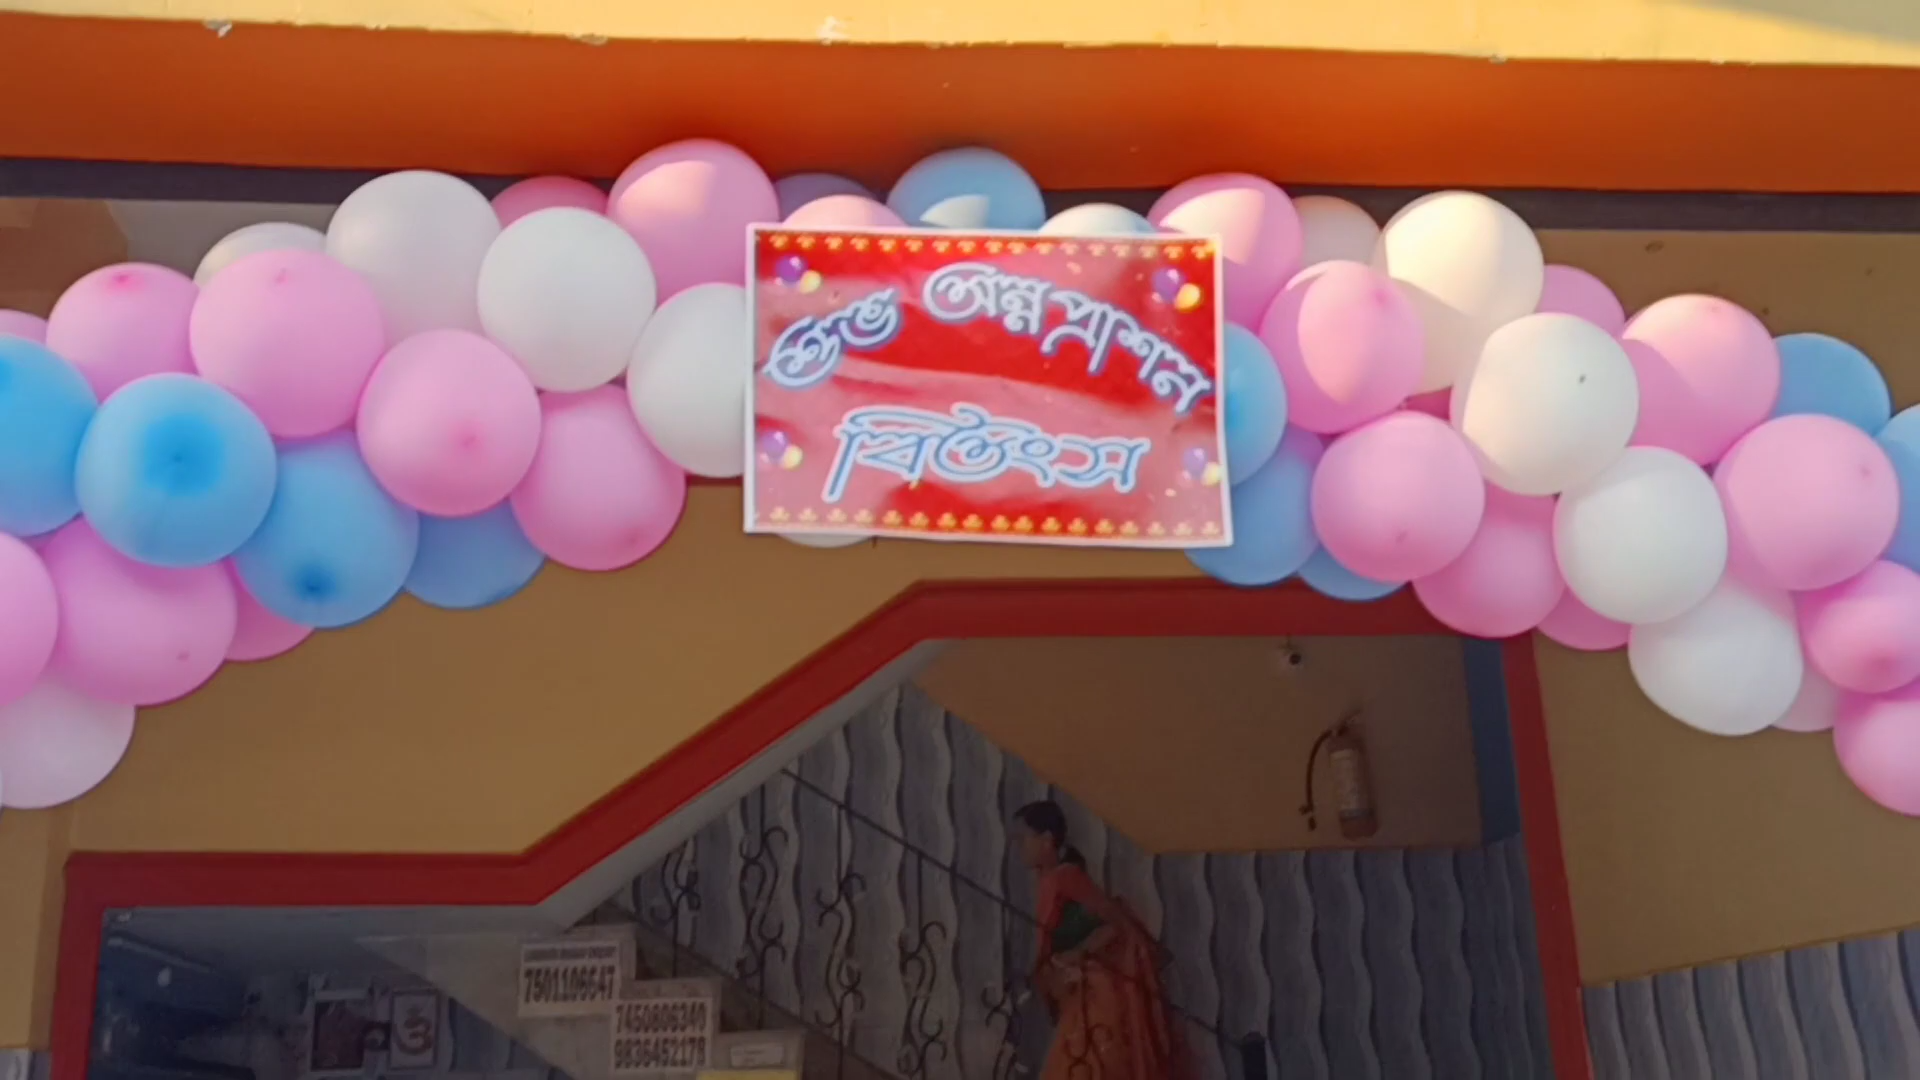 শুভ অন্নপ্রাশন
রিতংস
7501106647
7450806340
9836452178
ॐ